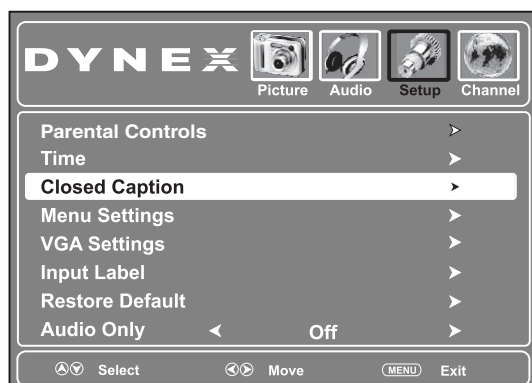 DYNEX
Picture Audio Setup Channel
Parental Controls
Time
Closed Caption
Menu Settings
VGA Settings
Input Label
Restore Default
Audio Only Off
Select Move MENU Exit